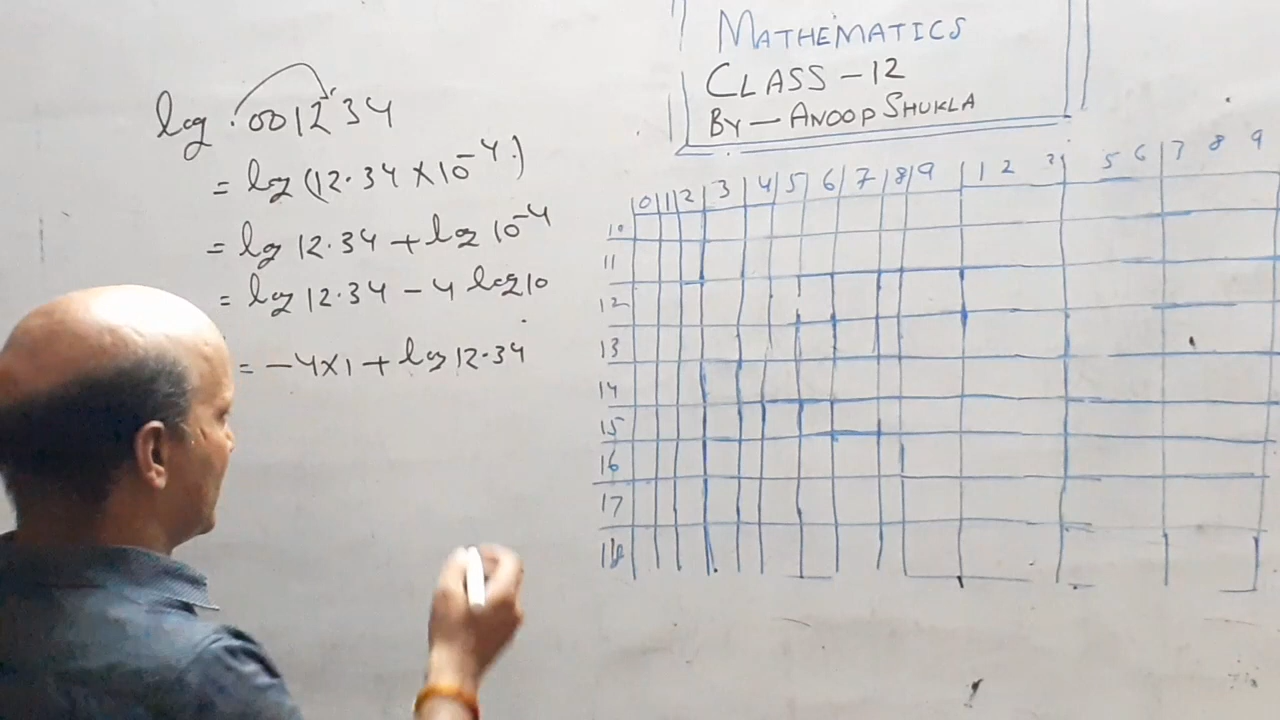 MATHEMATICS
CLASS - 12
BY - ANOOP SHUKLA
log .001234
= log (12.34 × 10⁻⁴)
= log 12.34 + log 10⁻⁴
= log 12.34 - 4 log 10
= -4×1 + log 12.34
0 1 2 3 4 5 6 7 8 9 1 2 3 5 6 7 8 9
10
11
12
13
14
15
16
17
18